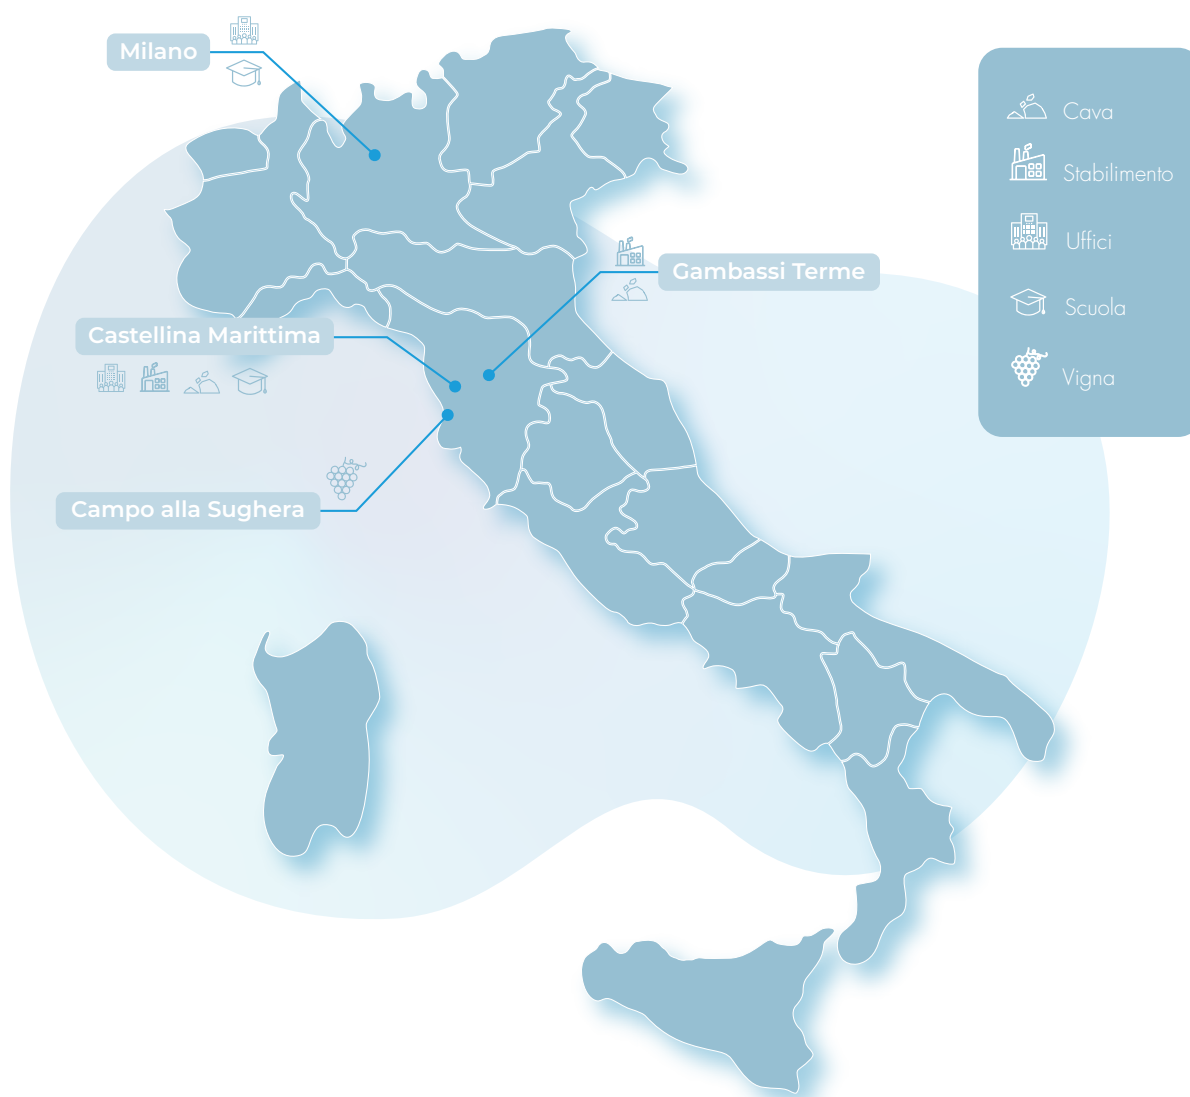 Milano
Gambassi Terme
Castellina Marittima
Campo alla Sughera
Cava
Stabilimento
Uffici
Scuola
Vigna